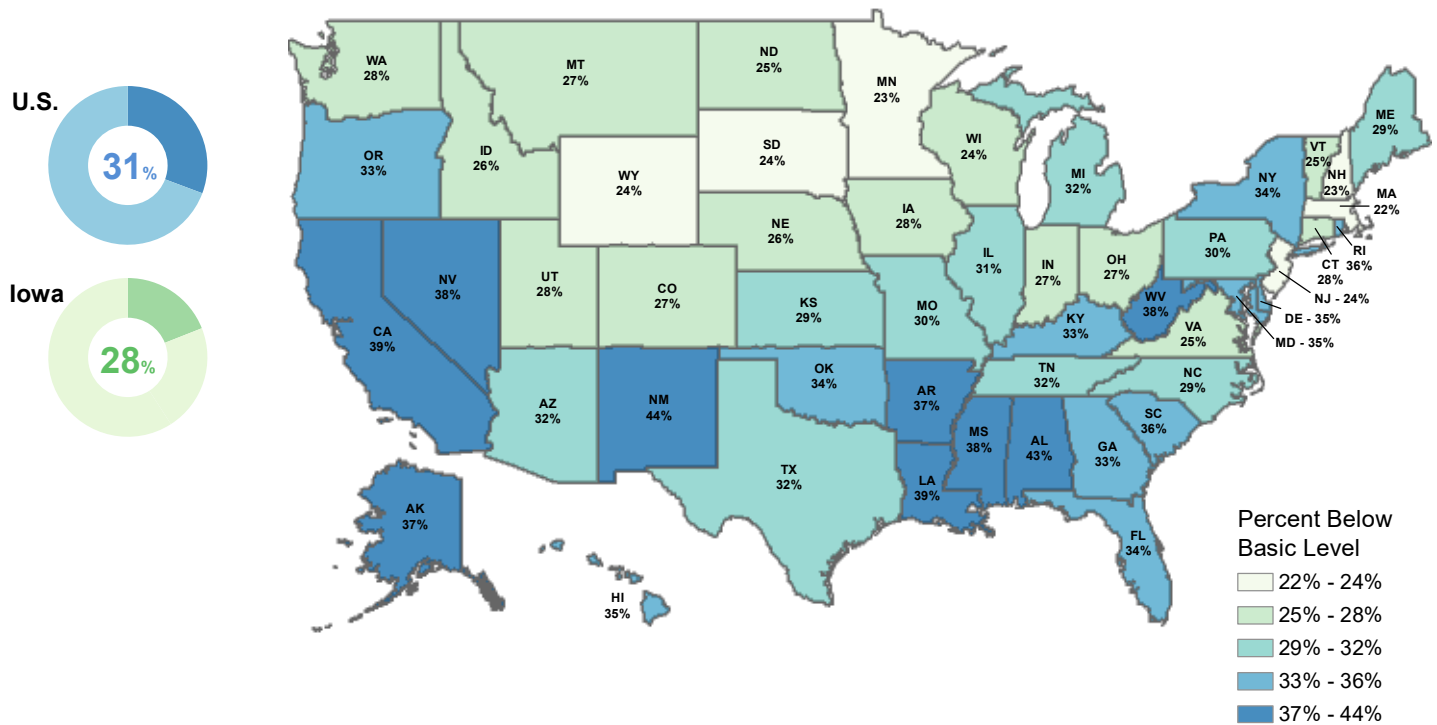 U.S.
31%
Iowa
28%
WA
28%
MT
27%
ND
25%
MN
23%
OR
33%
ID
26%
WY
24%
SD
24%
WI
24%
MI
32%
NY
34%
VT
25%
NH
23%
ME
29%
MA
22%
RI
36%
CT
28%
NJ - 24%
DE - 35%
MD - 35%
PA
30%
NV
38%
UT
28%
CO
27%
NE
26%
IA
28%
IL
31%
IN
27%
OH
27%
WV
38%
VA
25%
CA
39%
KS
29%
MO
30%
KY
33%
AZ
32%
NM
44%
OK
34%
AR
37%
TN
32%
NC
29%
SC
36%
TX
32%
LA
39%
MS
38%
AL
43%
GA
33%
FL
34%
AK
37%
HI
35%
Percent Below
Basic Level
22% - 24%
25% - 28%
29% - 32%
33% - 36%
37% - 44%